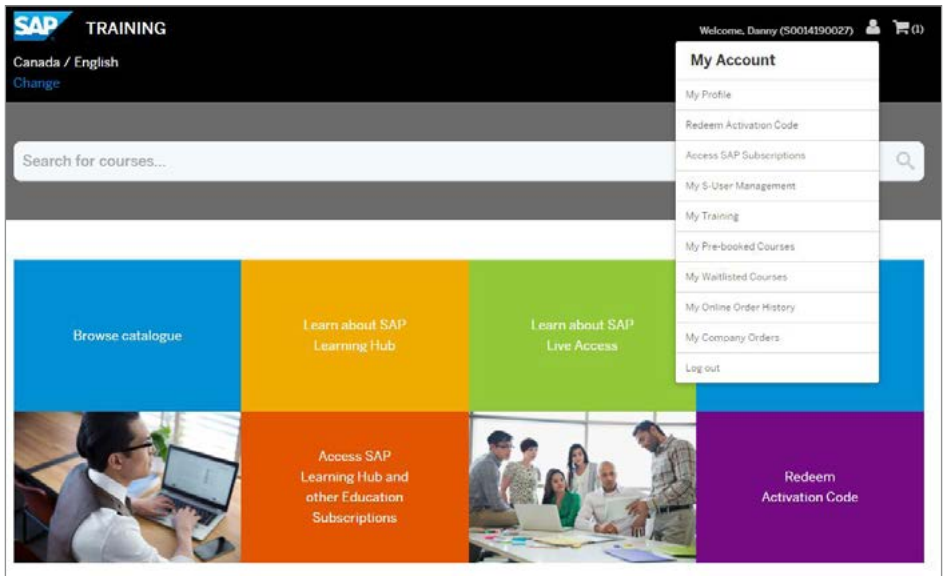 SAP TRAINING
Welcome, Danny (S0014190027) (1)
Canada / English
Change
My Account
My Profile
Redeem Activation Code
Access SAP Subscriptions
My S-User Management
My Training
My Pre-booked Courses
My Waitlisted Courses
My Online Order History
My Company Orders
Log out
Search for courses...
Browse catalogue
Learn about SAP
Learning Hub
Learn about SAP
Live Access
Access SAP
Learning Hub and
other Education
Subscriptions
Redeem
Activation Code